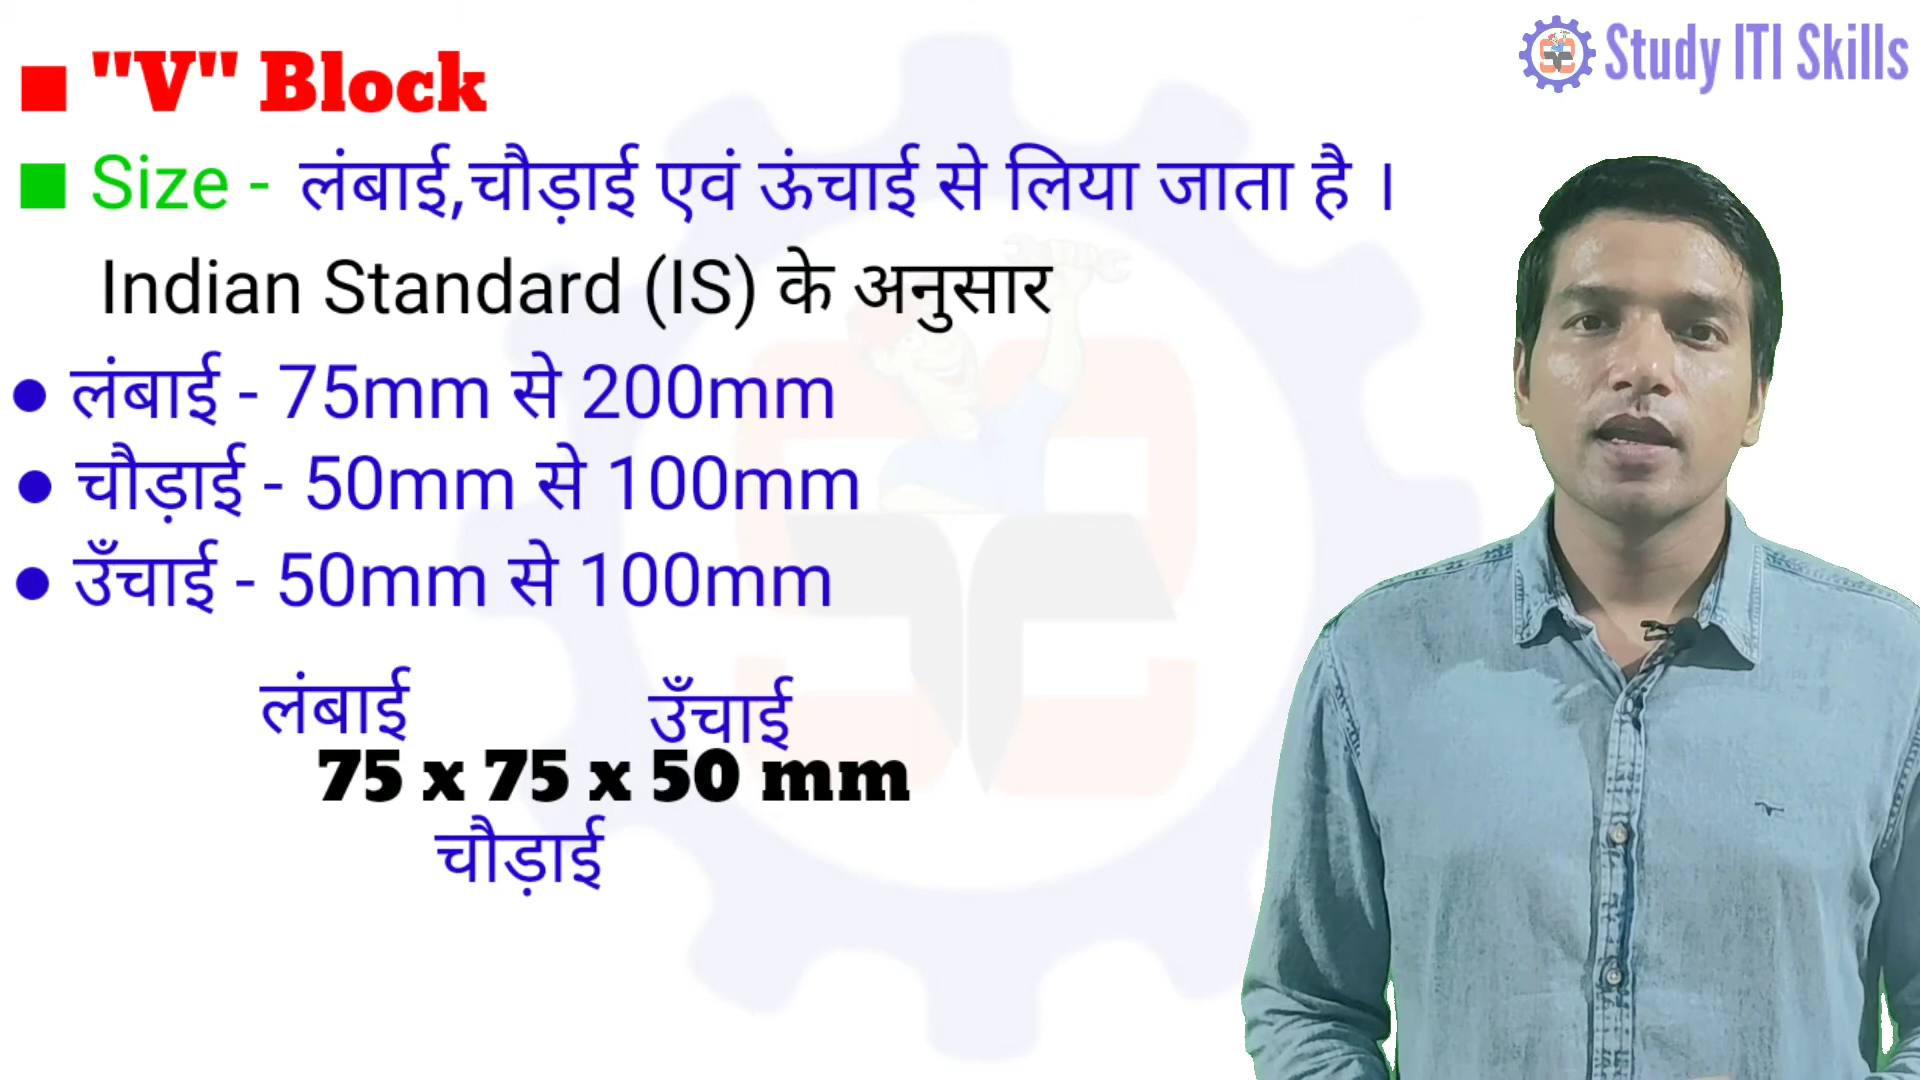 Study ITI Skills
■ "V" Block
■ Size - लंबाई,चौड़ाई एवं ऊंचाई से लिया जाता है ।
Indian Standard (IS) के अनुसार
● लंबाई - 75mm से 200mm
● चौड़ाई - 50mm से 100mm
● उँचाई - 50mm से 100mm
लंबाई उँचाई
75 x 75 x 50 mm
चौड़ाई